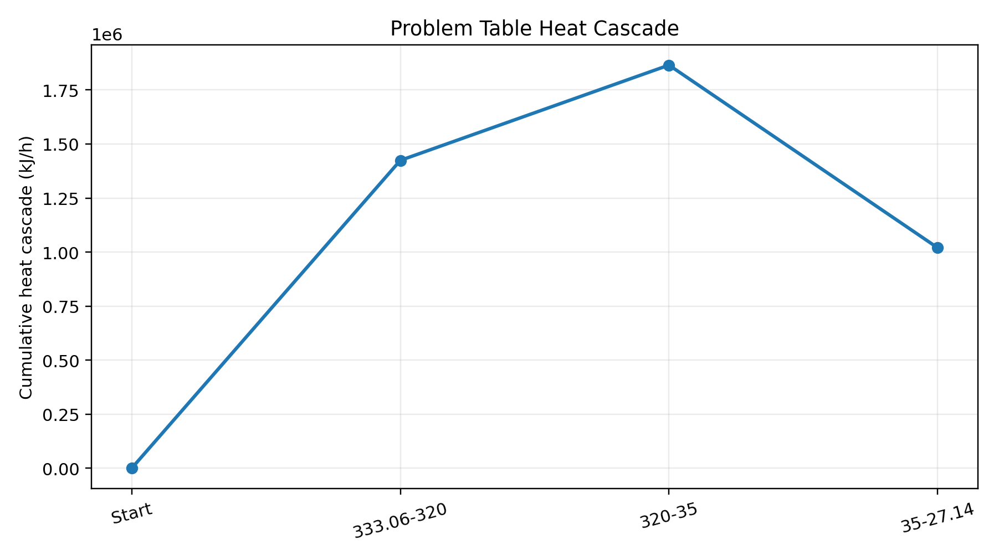 Problem Table Heat Cascade
1e6
Cumulative heat cascade (kJ/h)
1.75
1.50
1.25
1.00
0.75
0.50
0.25
0.00
Start
333.06-320
320-35
35-27.14